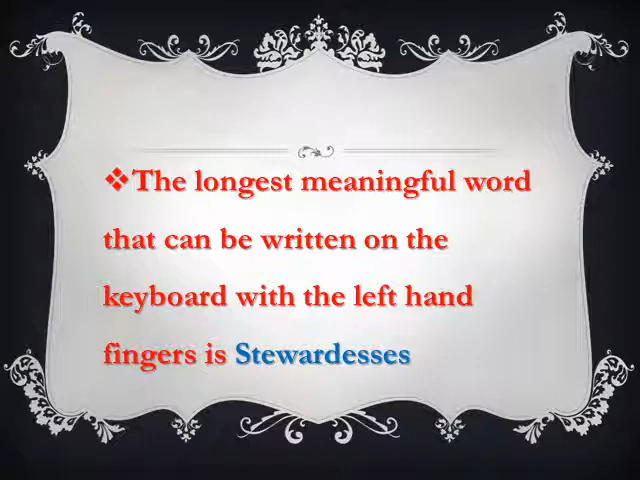 ❖The longest meaningful word
that can be written on the
keyboard with the left hand
fingers is Stewardesses